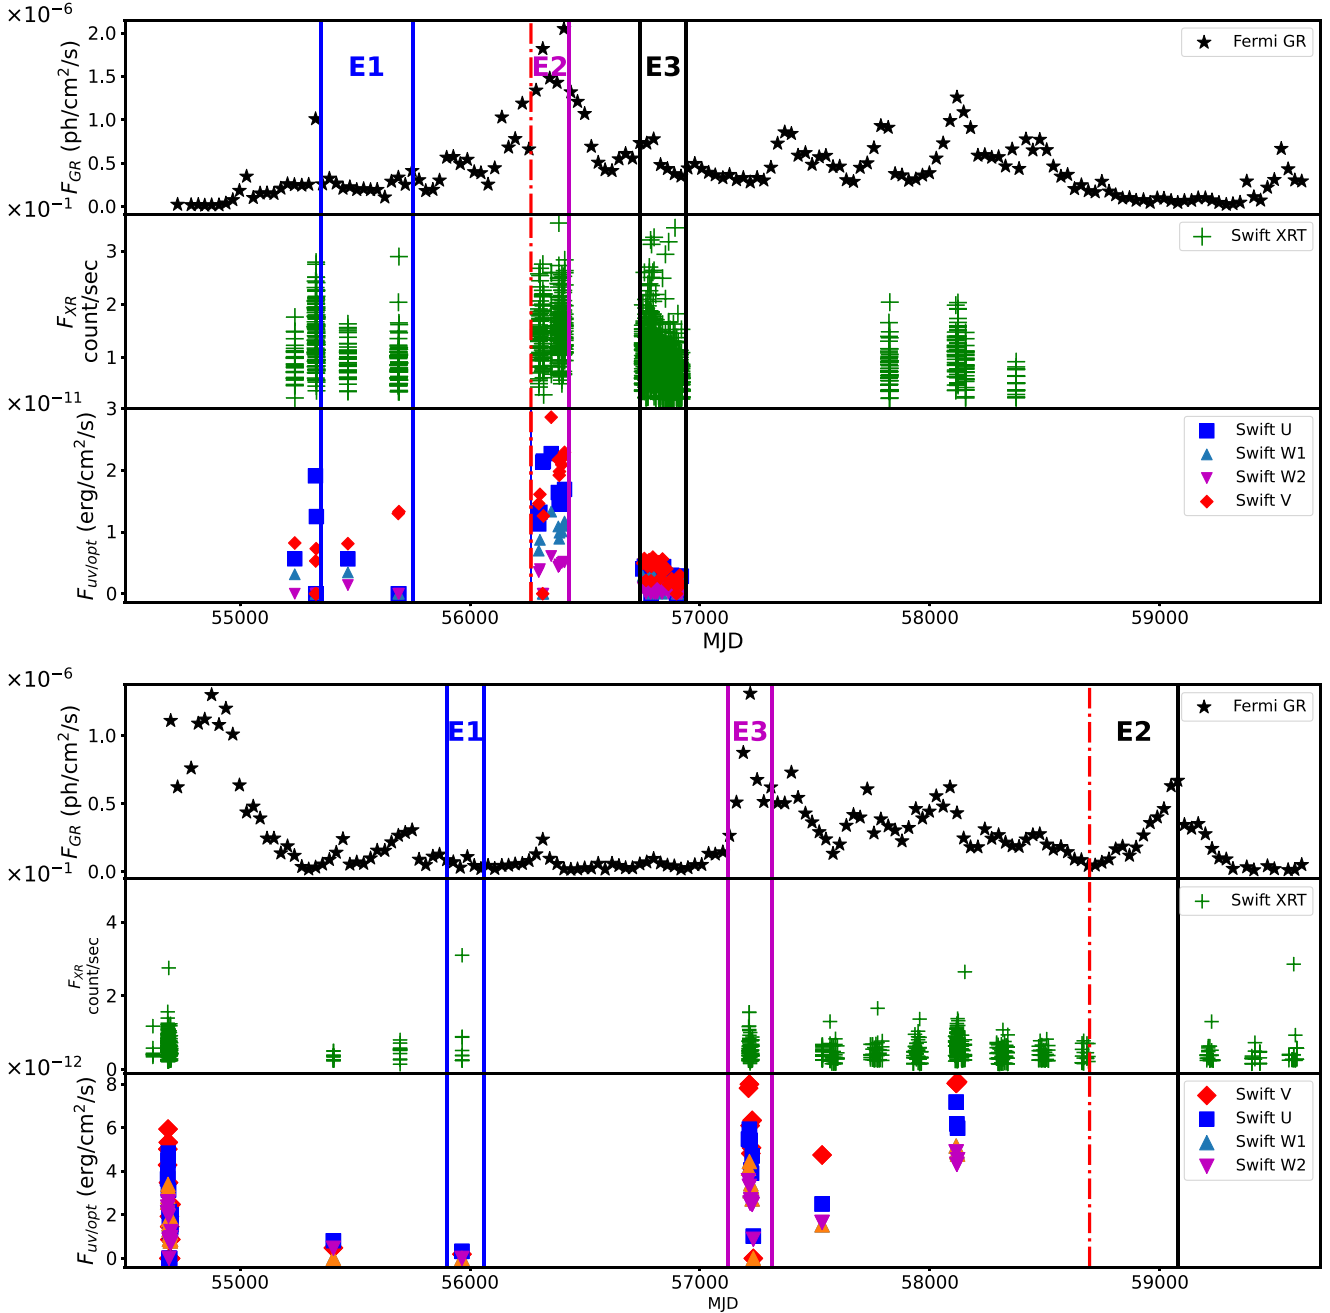 ×10⁻⁶
2.0
1.5
1.0
0.5
0.0
F_GR (ph/cm²/s)
E1
E2
E3
Fermi GR
×10⁻¹
3
2
1
F_XR
count/sec
Swift XRT
×10⁻¹¹
3
2
1
0
F_uv/opt (erg/cm²/s)
Swift U
Swift W1
Swift W2
Swift V
55000 56000 57000 58000 59000
MJD
×10⁻⁶
1.0
0.5
0.0
F_GR (ph/cm²/s)
E1
E3
E2
Fermi GR
×10⁻¹
4
2
0
F_XR
count/sec
Swift XRT
×10⁻¹²
8
6
4
2
0
F_uv/opt (erg/cm²/s)
Swift V
Swift U
Swift W1
Swift W2
55000 56000 57000 58000 59000
MJD